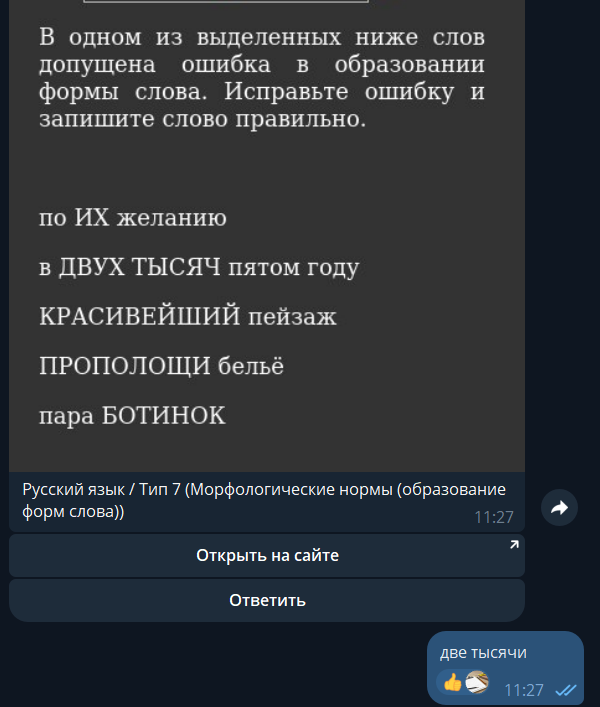 В одном из выделенных ниже слов
допущена ошибка в образовании
формы слова. Исправьте ошибку и
запишите слово правильно.
по ИХ желанию
в ДВУХ ТЫСЯЧ пятом году
КРАСИВЕЙШИЙ пейзаж
ПРОПОЛОЩИ бельё
пара БОТИНОК
Русский язык / Тип 7 (Морфологические нормы (образование
форм слова))
11:27
Открыть на сайте
Ответить
две тысячи
11:27